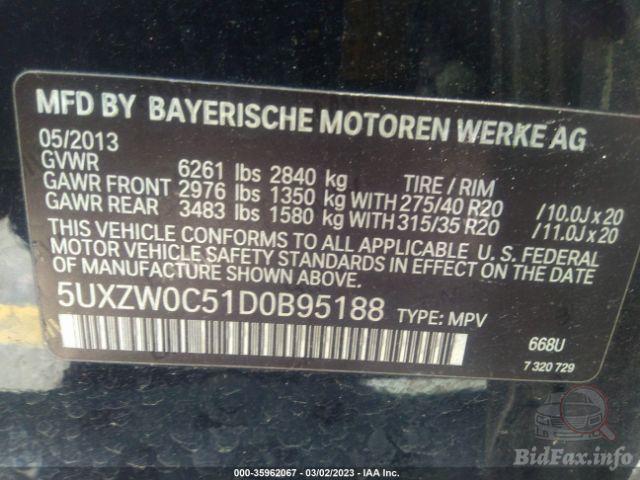 MFD BY BAYERISCHE MOTOREN WERKE AG
05/2013
GVWR 6261 lbs 2840 kg TIRE / RIM
GAWR FRONT 2976 lbs 1350 kg WITH 275/40 R20 /10.0J x 20
GAWR REAR 3483 lbs 1580 kg WITH 315/35 R20 /11.0J x 20
THIS VEHICLE CONFORMS TO ALL APPLICABLE U. S. FEDERAL
MOTOR VEHICLE SAFETY STANDARDS IN EFFECT ON THE DATE
OF MANUFACTURE SHOWN ABOVE.
5UXZW0C51D0B95188 TYPE: MPV
668U
7 320 729
BidFax.info
000-35962067 - 03/02/2023 - IAA Inc.